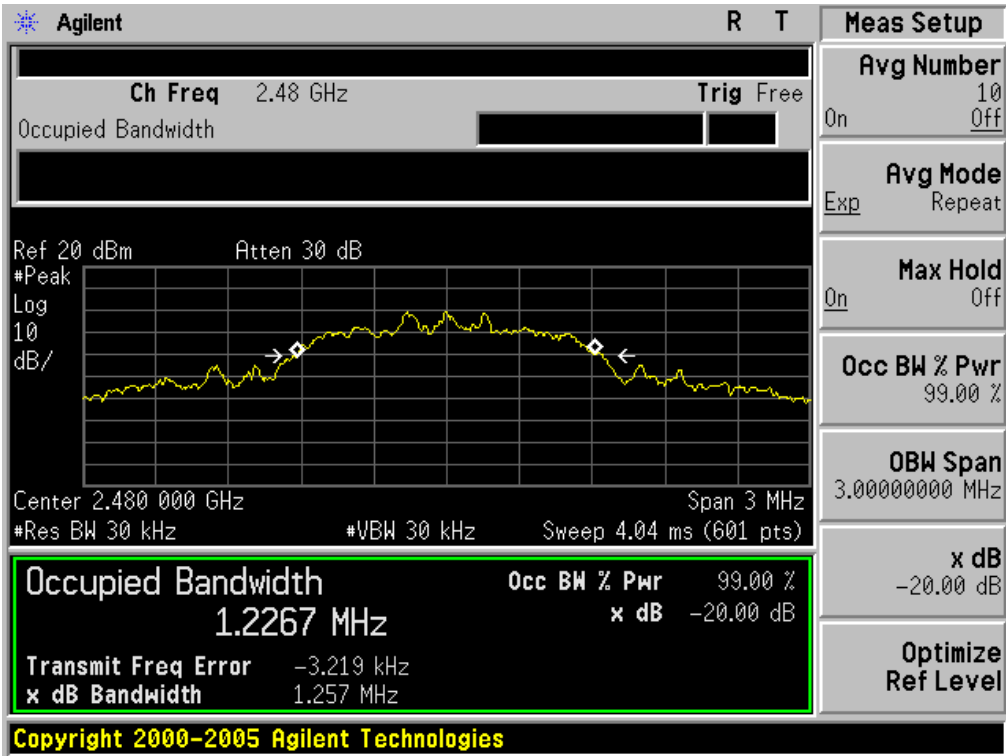 Agilent R T
Ch Freq 2.48 GHz Trig Free
Occupied Bandwidth
Ref 20 dBm Atten 30 dB
#Peak
Log
10
dB/
Center 2.480 000 GHz Span 3 MHz
#Res BW 30 kHz #VBW 30 kHz Sweep 4.04 ms (601 pts)
Occupied Bandwidth
1.2267 MHz
Occ BW % Pwr 99.00 %
x dB -20.00 dB
Transmit Freq Error -3.219 kHz
x dB Bandwidth 1.257 MHz
Copyright 2000-2005 Agilent Technologies
Meas Setup
Avg Number
10
On Off
Avg Mode
Exp Repeat
Max Hold
On Off
Occ BW % Pwr
99.00 %
OBW Span
3.00000000 MHz
x dB
-20.00 dB
Optimize
Ref Level